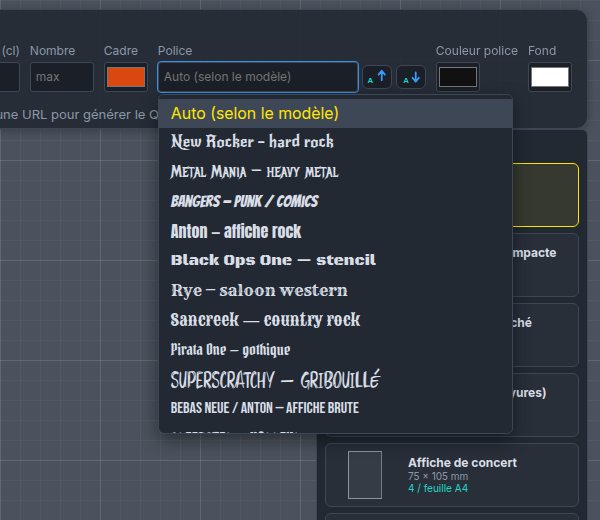 (cl) Nombre Cadre Police Couleur police Fond
max Auto (selon le modèle) A A
une URL pour générer le Q
Auto (selon le modèle)
New Rocker – hard rock
METAL MANIA – HEAVY METAL
BANGERS – PUNK / COMICS
Anton – affiche rock
Black Ops One — stencil
Rye – saloon western
Sancreek — country rock
Pirata One – gothique
SUPERSCRATCHY – GRIBOUILLÉ
BEBAS NEUE / ANTON – AFFICHE BRUTE
mpacte
ché
vures)
Affiche de concert
75 × 105 mm
4 / feuille A4